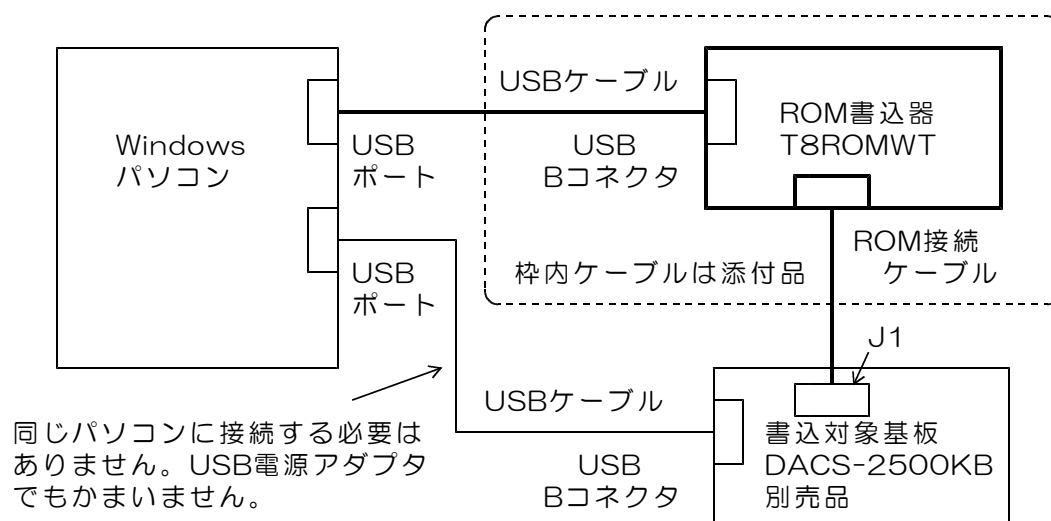 USBケーブル
ROM書込器
T8ROMWT
Windows
パソコン
USB
ポート
USB
Bコネクタ
ROM接続
ケーブル
枠内ケーブルは添付品
USB
ポート
J1
USBケーブル
同じパソコンに接続する必要は
ありません。USB電源アダプタ
でもかまいません。
USB
Bコネクタ
書込対象基板
DACS-2500KB
別売品